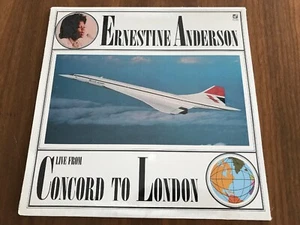 ERNESTINE ANDERSON
LIVE FROM
CONCORD TO LONDON